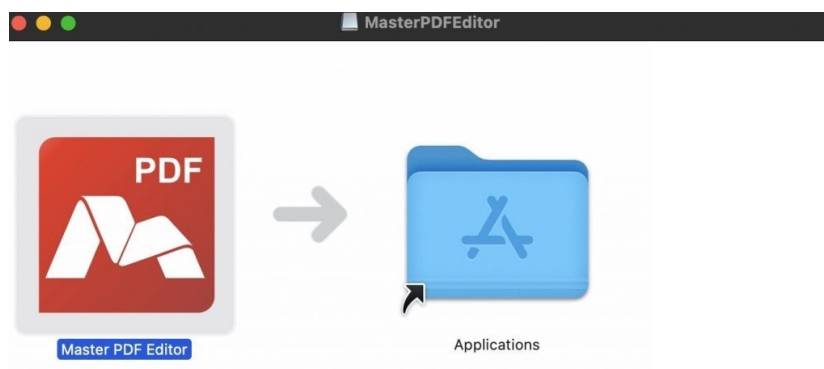 MasterPDFEditor
PDF
Master PDF Editor
Applications